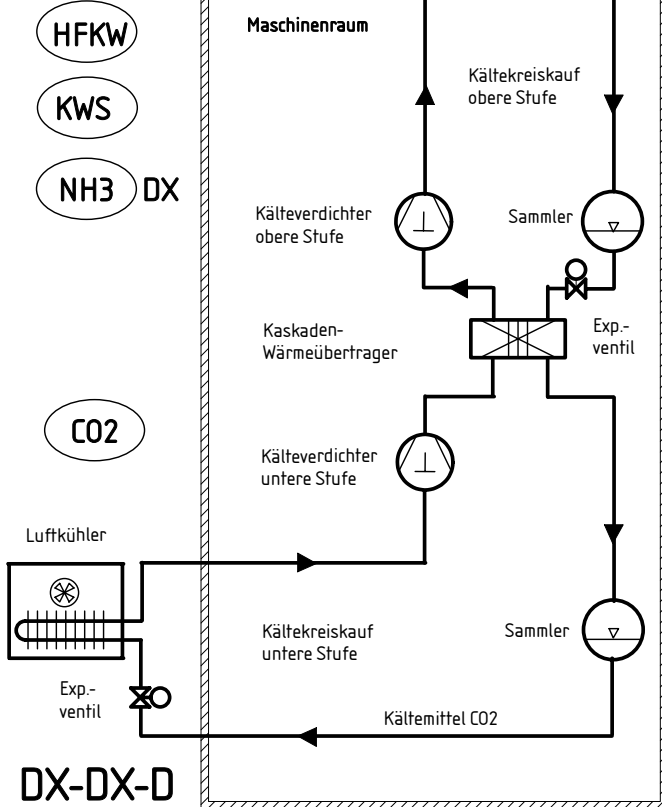 HFKW
Maschinenraum
KWS
Kältekreiskauf
obere Stufe
NH3 DX
Kälteverdichter
obere Stufe
Sammler
Kaskaden-
Wärmeübertrager
Exp.-
ventil
CO2
Kälteverdichter
untere Stufe
Luftkühler
Kältekreiskauf
untere Stufe
Sammler
Exp.-
ventil
Kältemittel CO2
DX-DX-D